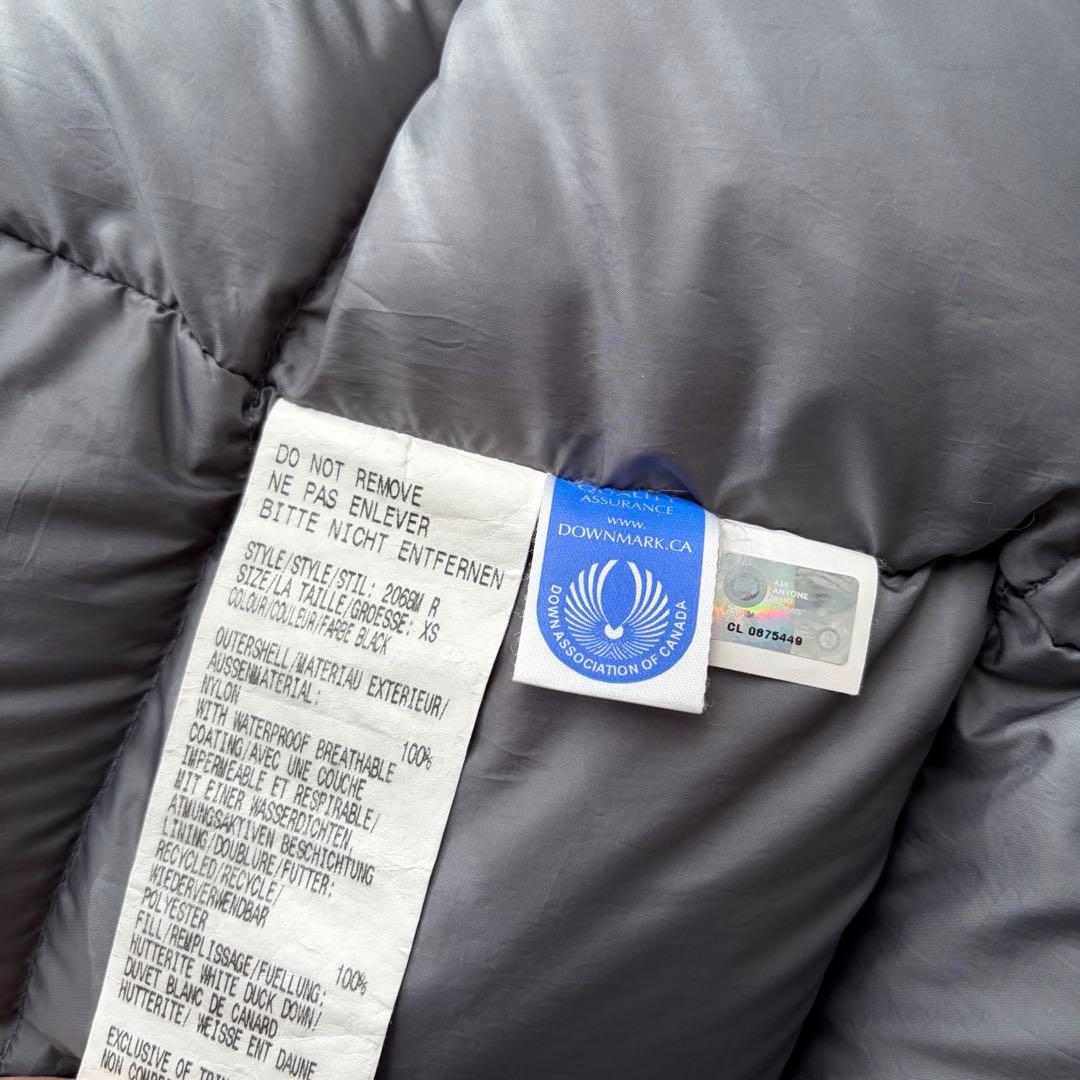 DO NOT REMOVE
NE PAS ENLEVER
BITTE NICHT ENTFERNEN
STYLE/STYLE/STIL: 2066M R
SIZE/LA TAILLE/GROESSE: XS
COLOUR/COULEUR/FARBE BLACK
OUTERSHELL/MATERIAU EXTERIEUR/
AUSSENMATERIAL:
NYLON 100%
WITH WATERPROOF BREATHABLE
COATING/AVEC UNE COUCHE
IMPERMEABLE ET RESPIRABLE/
MIT EINER WASSERDICHTEN,
ATMUNGSAKTIVEN BESCHICHTUNG
LINING/DOUBLURE/FUTTER:
RECYCLED/RECYCLE/
WIEDERVERWENDBAR
POLYESTER 100%
FILL/REMPLISSAGE/FUELLUNG:
HUTTERITE WHITE DUCK DOWN/
DUVET BLANC DE CANARD
HUTTERITE/ WEISSE ENT DAUNE
EXCLUSIVE OF
NON
QUALITY
ASSURANCE
www.
DOWNMARK.CA
DOWN ASSOCIATION OF CANADA
ASK
ANYONE
WHO
CL 0875449